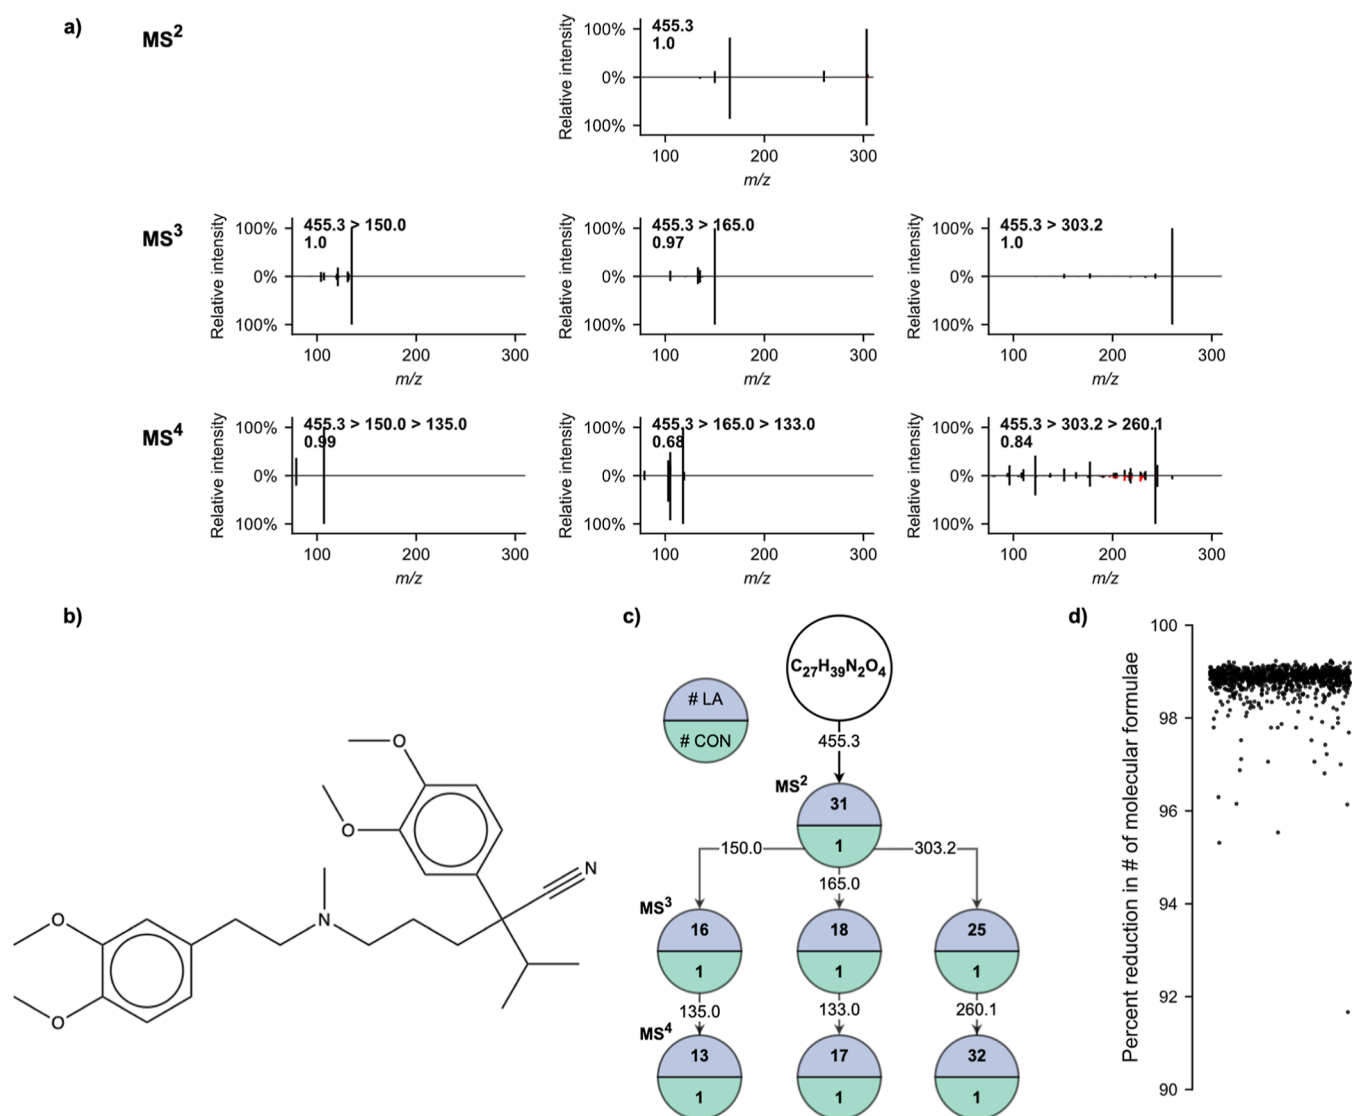 a)
MS²
455.3
1.0
Relative intensity
100%
0%
100%
100
200
300
m/z
MS³
455.3 > 150.0
1.0
Relative intensity
100%
0%
100%
100
200
300
m/z
455.3 > 165.0
0.97
Relative intensity
100%
0%
100%
100
200
300
m/z
455.3 > 303.2
1.0
Relative intensity
100%
0%
100%
100
200
300
m/z
MS⁴
455.3 > 150.0 > 135.0
0.99
Relative intensity
100%
0%
100%
100
200
300
m/z
455.3 > 165.0 > 133.0
0.68
Relative intensity
100%
0%
100%
100
200
300
m/z
455.3 > 303.2 > 260.1
0.84
Relative intensity
100%
0%
100%
100
200
300
m/z
b)
O
O
N
N
O
O
c)
# LA
# CON
C₂₇H₃₉N₂O₄
455.3
MS²
31
1
150.0
165.0
303.2
MS³
16
1
18
1
25
1
135.0
133.0
260.1
MS⁴
13
1
17
1
32
1
d)
Percent reduction in # of molecular formulae
100
98
96
94
92
90